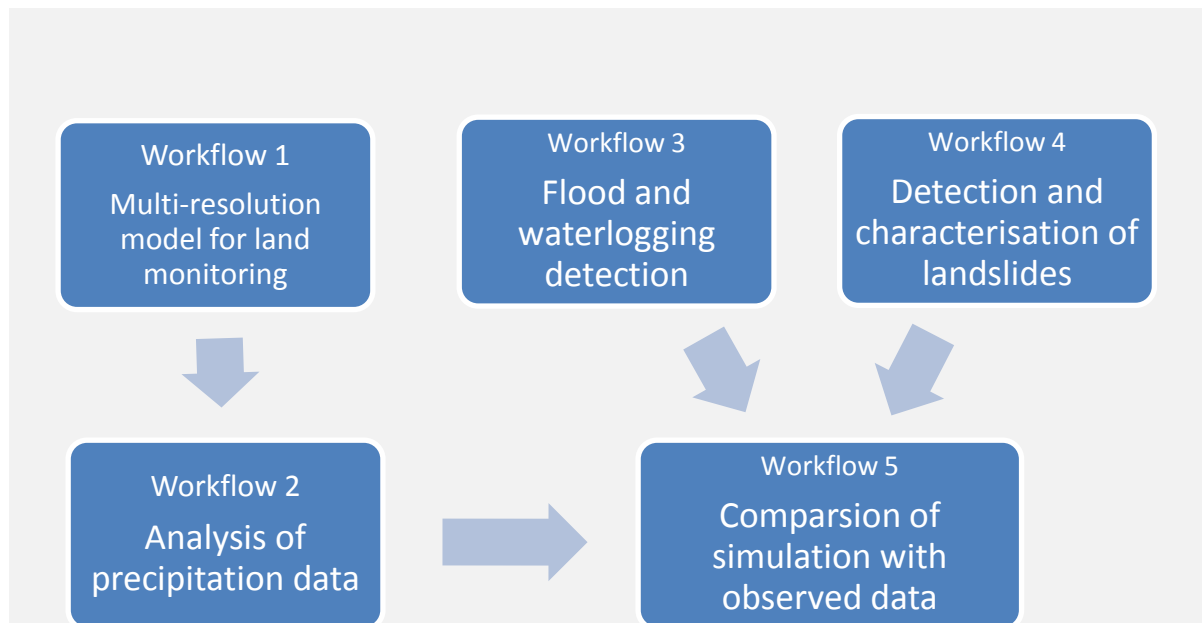 Workflow 1
Multi-resolution
model for land
monitoring
Workflow 3
Flood and
waterlogging
detection
Workflow 4
Detection and
characterisation of
landslides
Workflow 2
Analysis of
precipitation data
Workflow 5
Comparsion of
simulation with
observed data